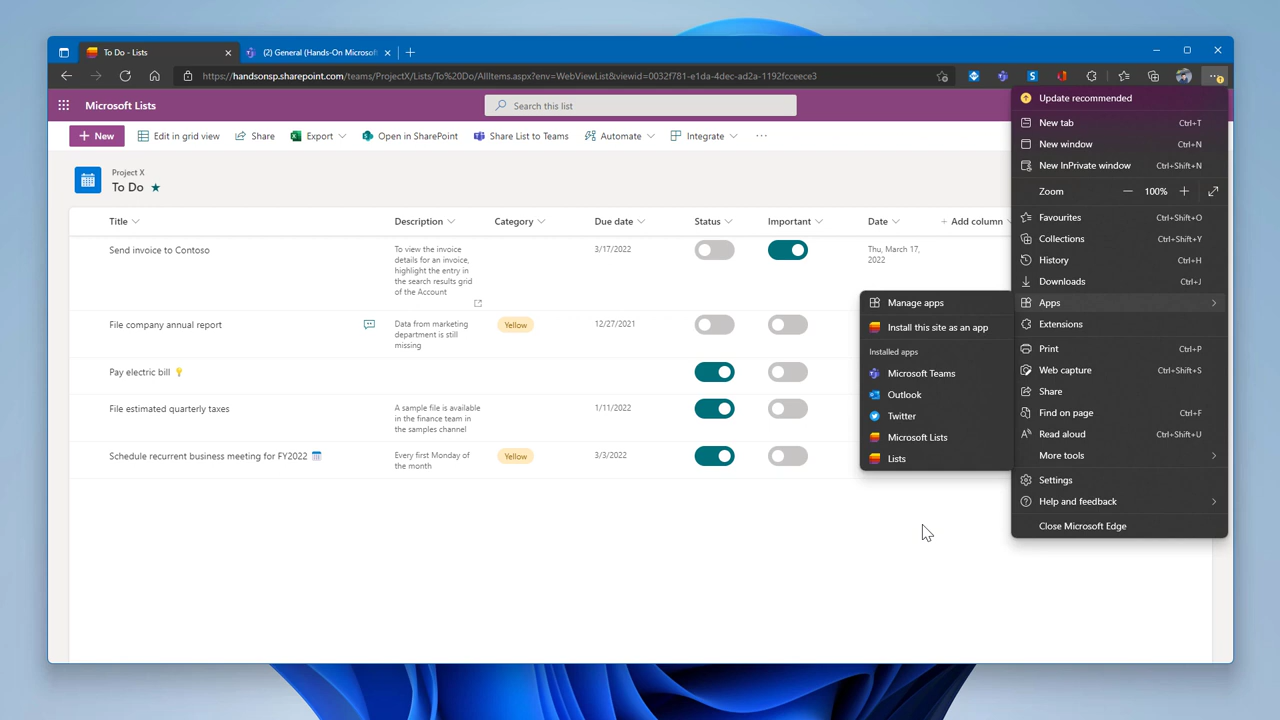 To Do - Lists
(2) General (Hands-On Microsoft
https://handsonsp.sharepoint.com/teams/ProjectX/Lists/To%20Do/AllItems.aspx?env=WebViewList&viewid=0032f781-e1da-4dec-ad2a-1192fcceece3
Microsoft Lists
Search this list
New
Edit in grid view
Share
Export
Open in SharePoint
Share List to Teams
Automate
Integrate
Project X
To Do
Title
Description
Category
Due date
Status
Important
Date
+ Add column
Send invoice to Contoso
To view the invoice
details for an invoice,
highlight the entry in
the search results grid
of the Account
3/17/2022
Thu, March 17,
2022
File company annual report
Data from marketing
department is still
missing
Yellow
12/27/2021
Pay electric bill 💡
File estimated quarterly taxes
A sample file is available
in the finance team in
the samples channel
1/11/2022
Schedule recurrent business meeting for FY2022
Every first Monday of
the month
Yellow
3/3/2022
Manage apps
Install this site as an app
Installed apps
Microsoft Teams
Outlook
Twitter
Microsoft Lists
Lists
Update recommended
New tab Ctrl+T
New window Ctrl+N
New InPrivate window Ctrl+Shift+N
Zoom 100%
Favourites Ctrl+Shift+O
Collections Ctrl+Shift+Y
History Ctrl+H
Downloads Ctrl+J
Apps
Extensions
Print Ctrl+P
Web capture Ctrl+Shift+S
Share
Find on page Ctrl+F
Read aloud Ctrl+Shift+U
More tools
Settings
Help and feedback
Close Microsoft Edge